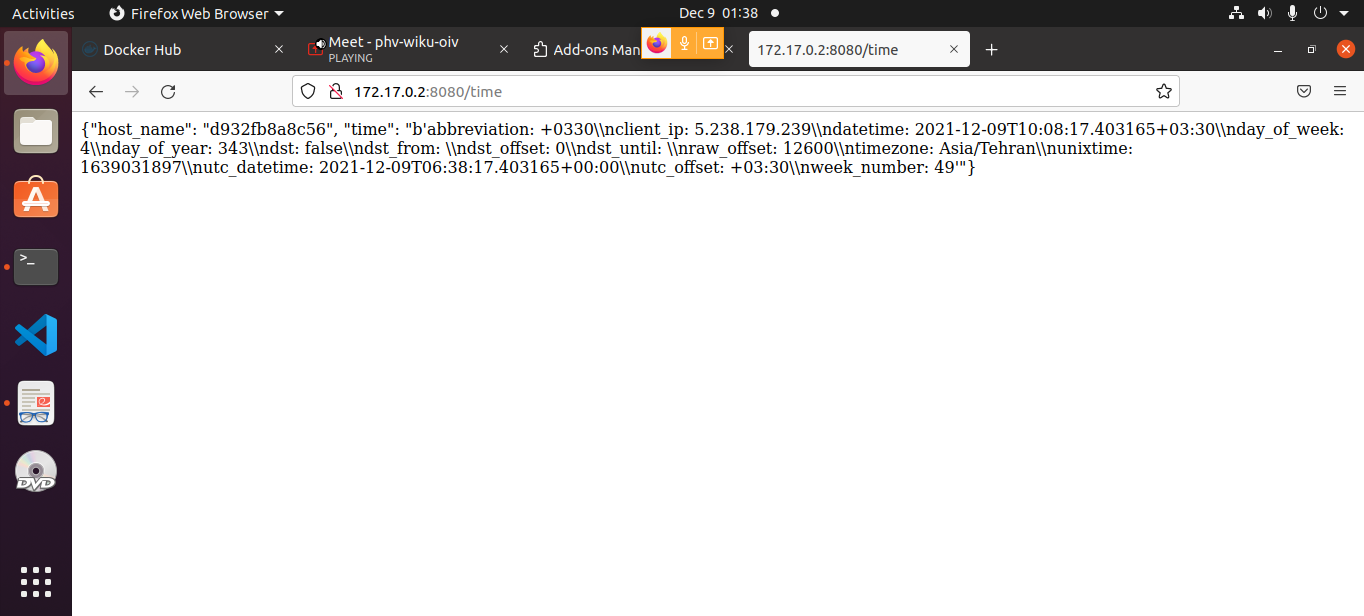 Activities Firefox Web Browser Dec 9 01:38
Docker Hub Meet - phv-wiku-oiv Add-ons Man 172.17.0.2:8080/time
PLAYING
172.17.0.2:8080/time
{"host_name": "d932fb8a8c56", "time": "b'abbreviation: +0330\\nclient_ip: 5.238.179.239\\ndatetime: 2021-12-09T10:08:17.403165+03:30\\nday_of_week:
4\\nday_of_year: 343\\ndst: false\\ndst_from: \\ndst_offset: 0\\ndst_until: \\nraw_offset: 12600\\ntimezone: Asia/Tehran\\nunixtime:
1639031897\\nutc_datetime: 2021-12-09T06:38:17.403165+00:00\\nutc_offset: +03:30\\nweek_number: 49'"}
>_
DVD